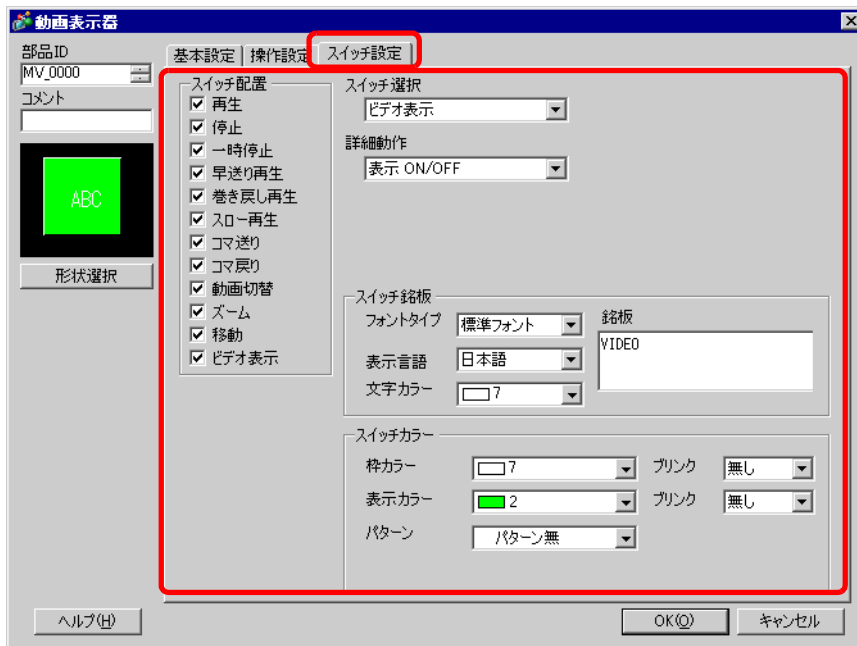 動画表示器
部品ID
MV_0000
コメント
ABC
形状選択
基本設定 操作設定 スイッチ設定
スイッチ配置
再生
停止
一時停止
早送り再生
巻き戻し再生
スロー再生
コマ送り
コマ戻り
動画切替
ズーム
移動
ビデオ表示
スイッチ選択
ビデオ表示
詳細動作
表示 ON/OFF
スイッチ銘板
フォントタイプ 標準フォント
表示言語 日本語
文字カラー 7
銘板
VIDEO
スイッチカラー
枠カラー 7 ブリンク 無し
表示カラー 2 ブリンク 無し
パターン パターン無
ヘルプ(H) OK(O) キャンセル